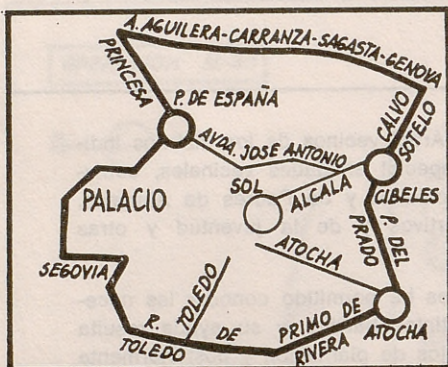 A. AGUILERA-CARRANZA-SAGASTA-GENOVA
PRINCESA
P. DE ESPAÑA
CALVO
SOTELO
AVDA. JOSE ANTONIO
SOL
ALCALA
CIBELES
PALACIO
P. DEL
PRADO
ATOCHA
SEGOVIA
TOLEDO
R. DE
TOLEDO
PRIMO DE
RIVERA
ATOCHA